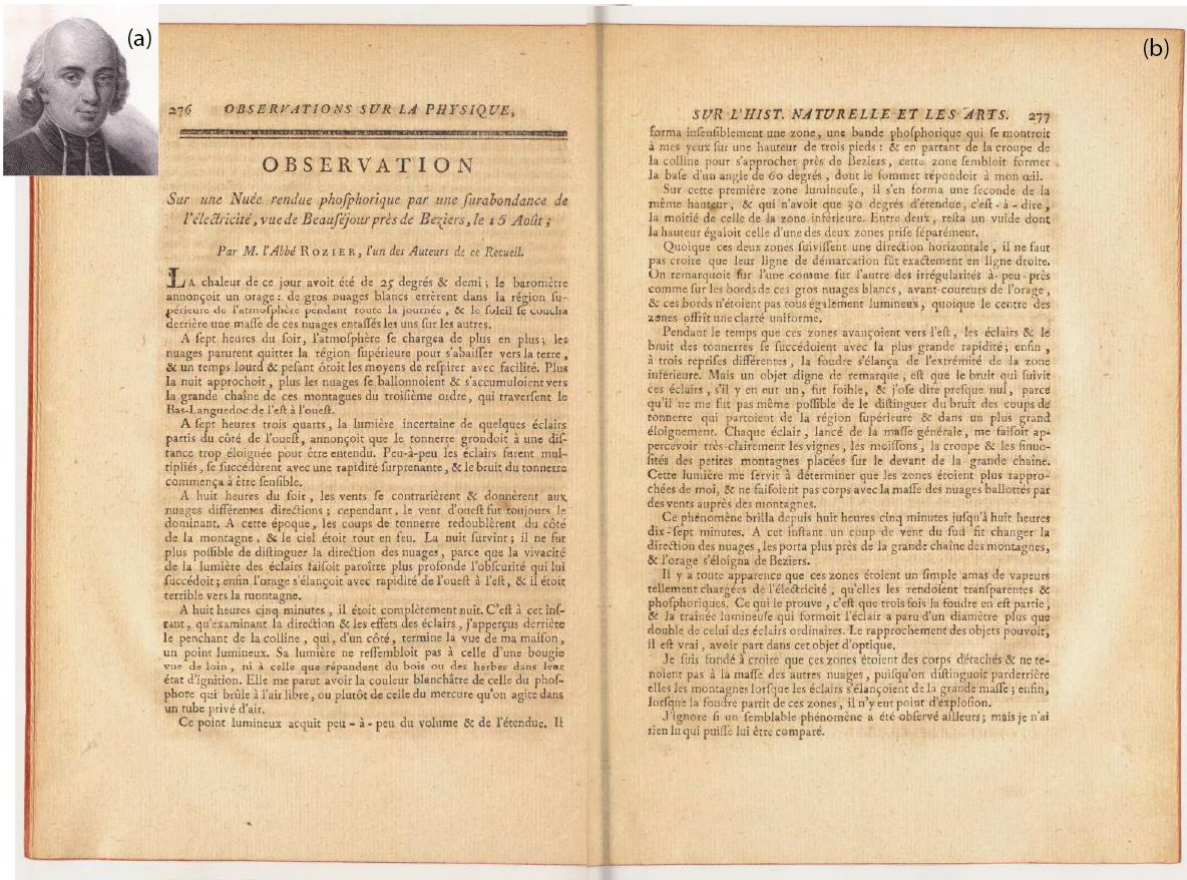 (a)
(b)
276 OBSERVATIONS SUR LA PHYSIQUE,
OBSERVATION
Sur une Nuée rendue phosphorique par une surabondance de
l'électricité, vue de Beauséjour près de Beziers, le 15 Août ;
Par M. l'Abbé ROZIER, l'un des Auteurs de ce Recueil.
LA chaleur de ce jour avoit été de 25 degrés & demi ; le baromètre
annonçoit un orage : de gros nuages blancs errèrent dans la région su-
périeure de l'atmosphère pendant toute la journée, & le soleil se coucha
derrière une masse de ces nuages entassés les uns sur les autres.
A sept heures du soir, l'atmosphère se chargea de plus en plus ; les
nuages parurent quitter la région supérieure pour s'abaisser vers la terre,
& un temps lourd & pesant ôtoit les moyens de respirer avec facilité. Plus
la nuit approchoit, plus les nuages se ballonnoient & s'accumuloient vers
la grande chaîne de ces montagnes du troisième ordre, qui traversent le
Bas-Languedoc de l'est à l'ouest.
A sept heures trois quarts, la lumière incertaine de quelques éclairs
partis du côté de l'ouest, annonçoit que le tonnerre grondoit à une dis-
tance trop éloignée pour être entendu. Peu-à-peu les éclairs furent mul-
tipliés, se succédèrent avec une rapidité surprenante, & le bruit du tonnerre
commença à être sensible.
A huit heures du soir, les vents se contrarièrent & donnèrent aux
nuages différentes directions ; cependant, le vent d'ouest fut toujours le
dominant. A cette époque, les coups de tonnerre redoublèrent du côté
de la montagne, & le ciel étoit tout en feu. La nuit survint ; il ne fut
plus possible de distinguer la direction des nuages, parce que la vivacité
de la lumière des éclairs faisoit paroître plus profonde l'obscurité qui lui
succédoit ; enfin l'orage s'élançoit avec rapidité de l'ouest à l'est, & il étoit
terrible vers la montagne.
A huit heures cinq minutes, il étoit complètement nuit. C'est à cet ins-
tant, qu'examinant la direction & les effets des éclairs, j'apperçus derrière
le penchant de la colline, qui, d'un côté, termine la vue de ma maison,
un point lumineux. Sa lumière ne ressembloit pas à celle d'une bougie
vue de loin, ni à celle que répandent du bois ou des herbes dans leur
état d'ignition. Elle me parut avoir la couleur blanchâtre de celle du phos-
phore qui brûle à l'air libre, ou plutôt de celle du mercure qu'on agite dans
un tube privé d'air.
Ce point lumineux acquit peu-à-peu du volume & de l'étendue. Il
SUR L'HIST. NATURELLE ET LES ARTS. 277
forma insensiblement une zone, une bande phosphorique qui se montroit
à mes yeux sur une hauteur de trois pieds : & en partant de la croupe de
la colline pour s'approcher près de Beziers, cette zone sembloit former
la base d'un angle de 60 degrés, dont le sommet répondoit à mon œil.
Sur cette première zone lumineuse, il s'en forma une seconde de la
même hauteur, & qui n'avoit que 30 degrés d'étendue, c'est-à-dire,
la moitié de celle de la zone inférieure. Entre deux, resta un vuide dont
la hauteur égaloit celle d'une des deux zones prise séparément.
Quoique ces deux zones suivissent une direction horizontale, il ne faut
pas croire que leur ligne de démarcation fût exactement en ligne droite.
On remarquoit sur l'une comme sur l'autre des irrégularités à-peu-près
comme sur les bords de ces gros nuages blancs, avant-coureurs de l'orage,
& ces bords n'étoient pas tous également lumineux, quoique le centre des
zones offrît une clarté uniforme.
Pendant le temps que ces zones avançoient vers l'est, les éclairs & le
bruit des tonnerres se succédoient avec la plus grande rapidité ; enfin,
à trois reprises différentes, la foudre s'élança de l'extrémité de la zone
inférieure. Mais un objet digne de remarque, est que le bruit qui suivit
ces éclairs, s'il y en eut un, fut foible, & j'ose dire presque nul, parce
qu'il ne me fut pas même possible de le distinguer du bruit des coups de
tonnerre qui partoient de la région supérieure & dans un plus grand
éloignement. Chaque éclair, lancé de la masse générale, me faisoit ap-
percevoir très-clairement les vignes, les moissons, la croupe & les sinuo-
sités des petites montagnes placées sur le devant de la grande chaîne.
Cette lumière me servit à déterminer que les zones étoient plus rappro-
chées de moi, & ne faisoient pas corps avec la masse des nuages ballottés par
des vents auprès des montagnes.
Ce phénomène brilla depuis huit heures cinq minutes jusqu'à huit heures
dix-sept minutes. A cet instant un coup de vent du sud fit changer la
direction des nuages, les porta plus près de la grande chaîne des montagnes,
& l'orage s'éloigna de Beziers.
Il y a toute apparence que ces zones étoient un simple amas de vapeurs
tellement chargées de l'électricité, qu'elles les rendoient transparentes &
phosphoriques. Ce qui le prouve, c'est que trois fois la foudre en est partie,
& la traînée lumineuse qui formoit l'éclair a paru d'un diamètre plus que
double de celui des éclairs ordinaires. Le rapprochement des objets pouvoit,
il est vrai, avoir part dans cet objet d'optique.
Je suis fondé à croire que ces zones étoient des corps détachés & ne te-
noient pas à la masse des autres nuages, puisqu'on distinguoit parderrière
elles les montagnes lorsque les éclairs s'élançoient de la grande masse ; enfin,
lorsque la foudre partit de ces zones, il n'y eut point d'explosion.
J'ignore si un semblable phénomène a été observé ailleurs ; mais je n'ai
rien lu qui puisse lui être comparé.